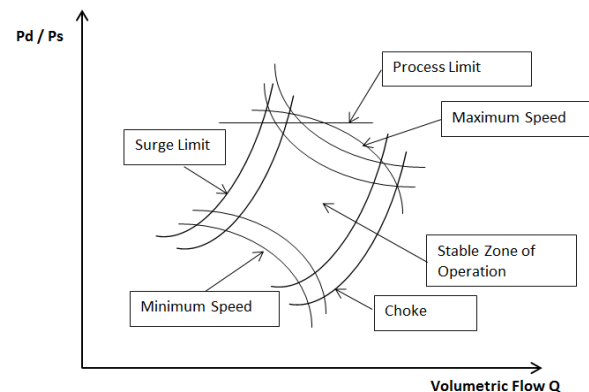 Pd / Ps
Process Limit
Maximum Speed
Surge Limit
Stable Zone of
Operation
Minimum Speed
Choke
Volumetric Flow Q